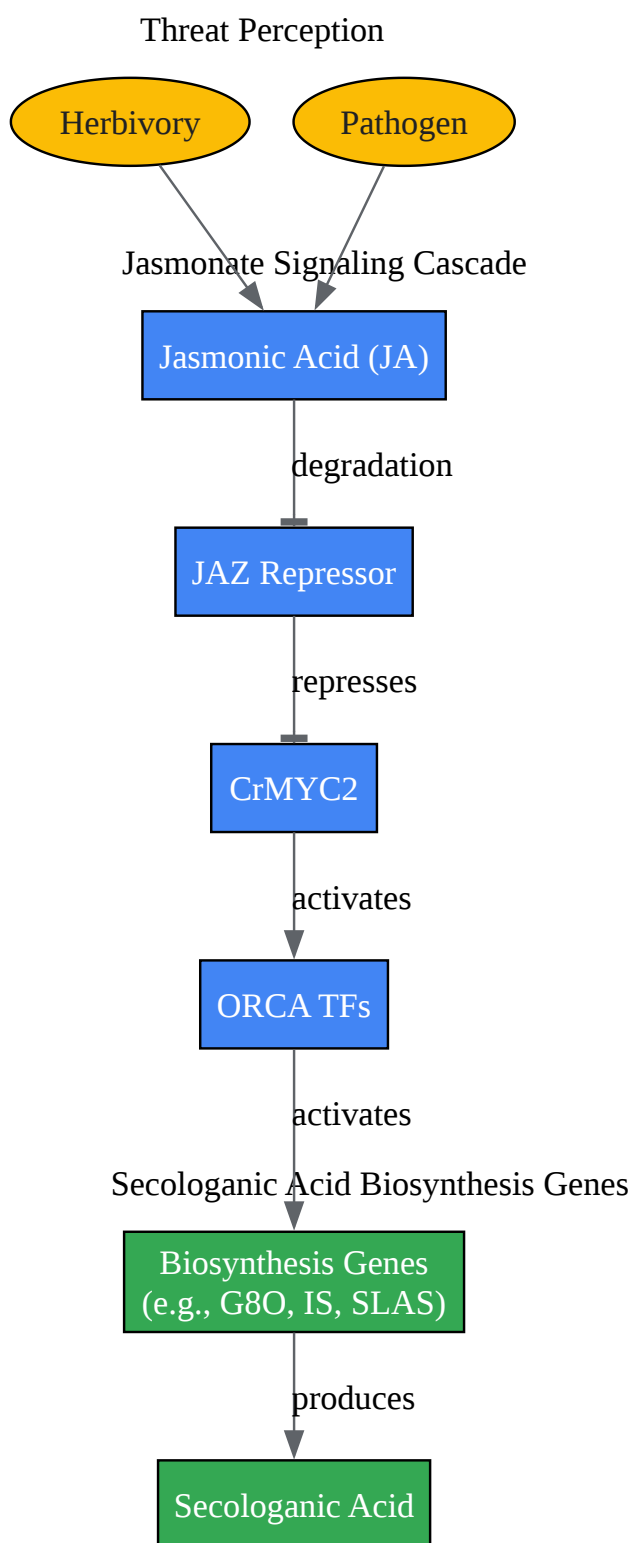 Threat Perception
Herbivory
Pathogen
Jasmonate Signaling Cascade
Jasmonic Acid (JA)
degradation
JAZ Repressor
represses
CrMYC2
activates
ORCA TFs
activates
Secologanic Acid Biosynthesis Genes
Biosynthesis Genes
(e.g., G8O, IS, SLAS)
produces
Secologanic Acid